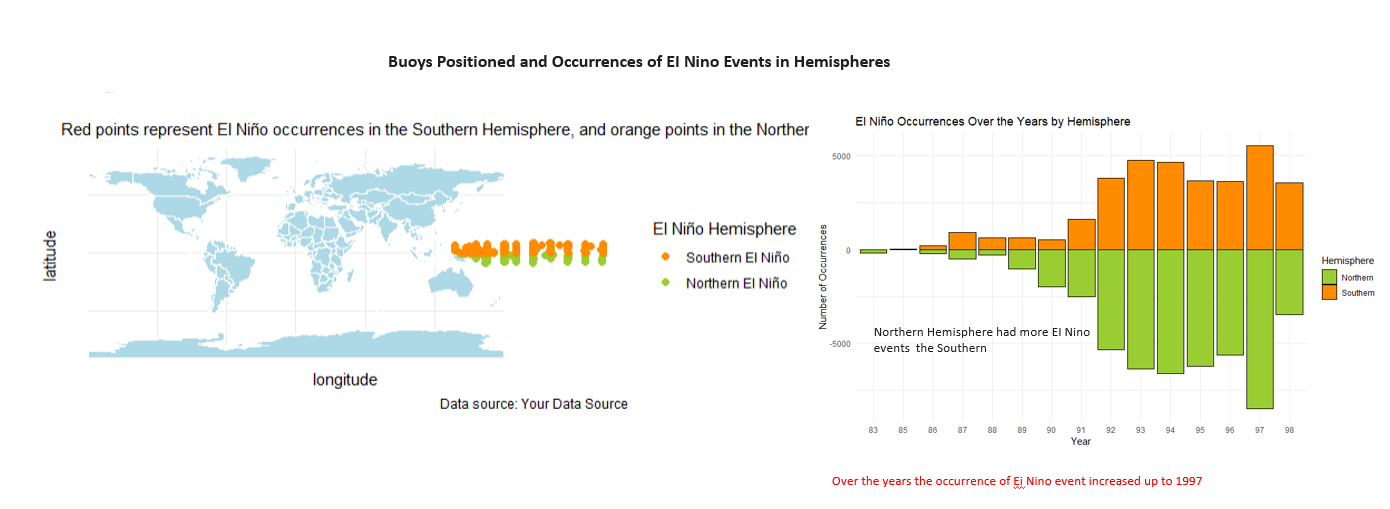 Buoys Positioned and Occurrences of EI Nino Events in Hemispheres
Red points represent El Niño occurrences in the Southern Hemisphere, and orange points in the Norther
latitude
longitude
Data source: Your Data Source
El Niño Hemisphere
Southern El Niño
Northern El Niño
El Niño Occurrences Over the Years by Hemisphere
Number of Occurrences
5000
0
-5000
Northern Hemisphere had more EI Nino
events the Southern
83 85 86 87 88 89 90 91 92 93 94 95 96 97 98
Year
Hemisphere
Northern
Southern
Over the years the occurrence of Ei Nino event increased up to 1997